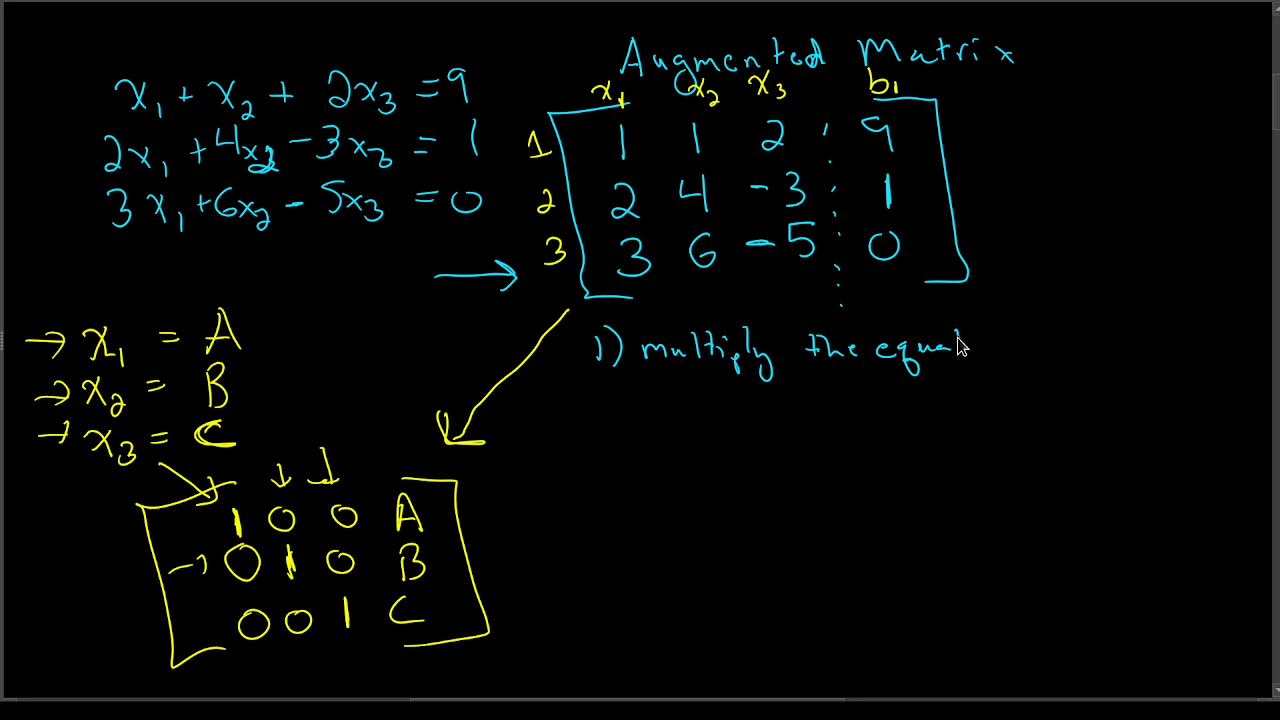 x₁ + x₂ + 2x₃ = 9
2x₁ + 4x₂ - 3x₃ = 1
3x₁ + 6x₂ - 5x₃ = 0
Augmented Matrix
x₁ x₂ x₃ b₁
1 1 1 2 9
2 2 4 -3 1
3 3 6 -5 0
→ x₁ = A
→ x₂ = B
→ x₃ = C
1 0 0 A
→ 0 1 0 B
0 0 1 C
1) multiply the equat